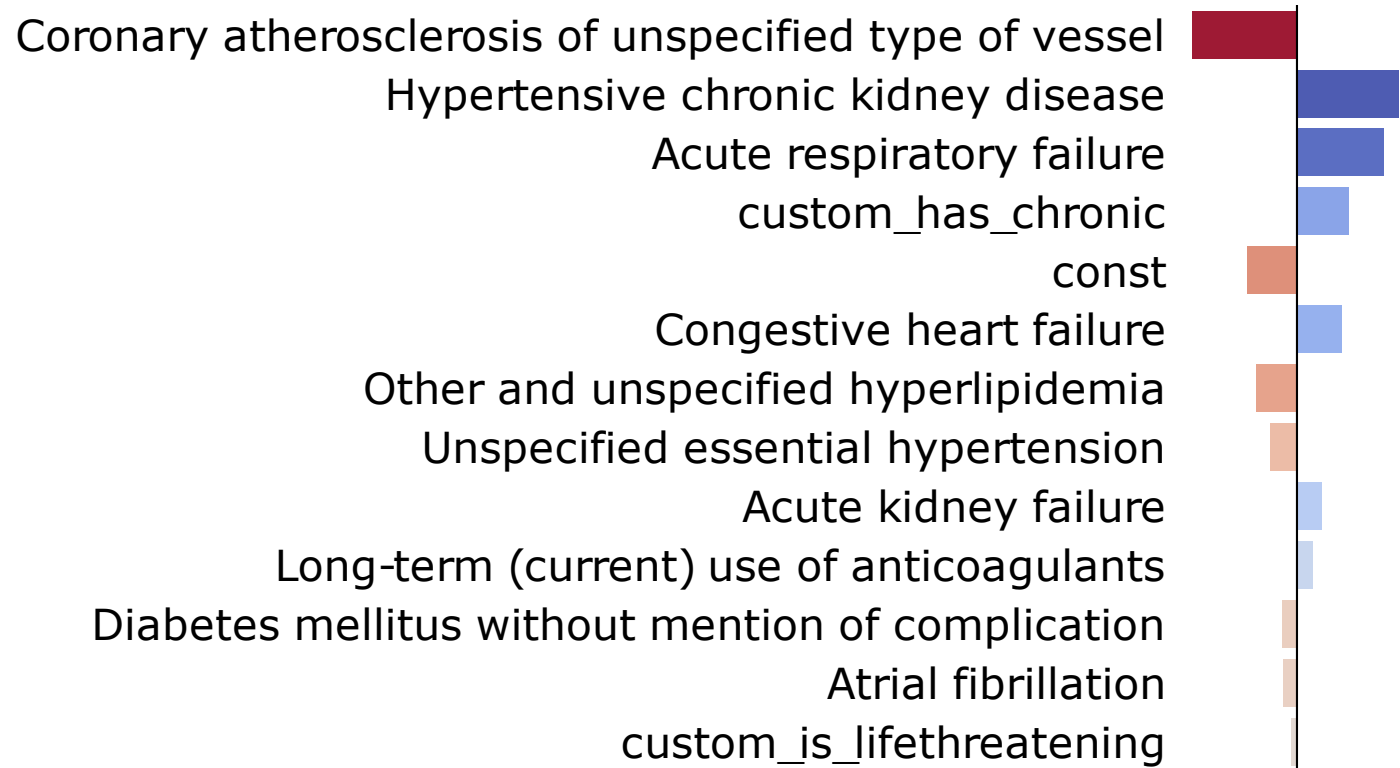 Coronary atherosclerosis of unspecified type of vessel
Hypertensive chronic kidney disease
Acute respiratory failure
custom_has_chronic
const
Congestive heart failure
Other and unspecified hyperlipidemia
Unspecified essential hypertension
Acute kidney failure
Long-term (current) use of anticoagulants
Diabetes mellitus without mention of complication
Atrial fibrillation
custom_is_lifethreatening